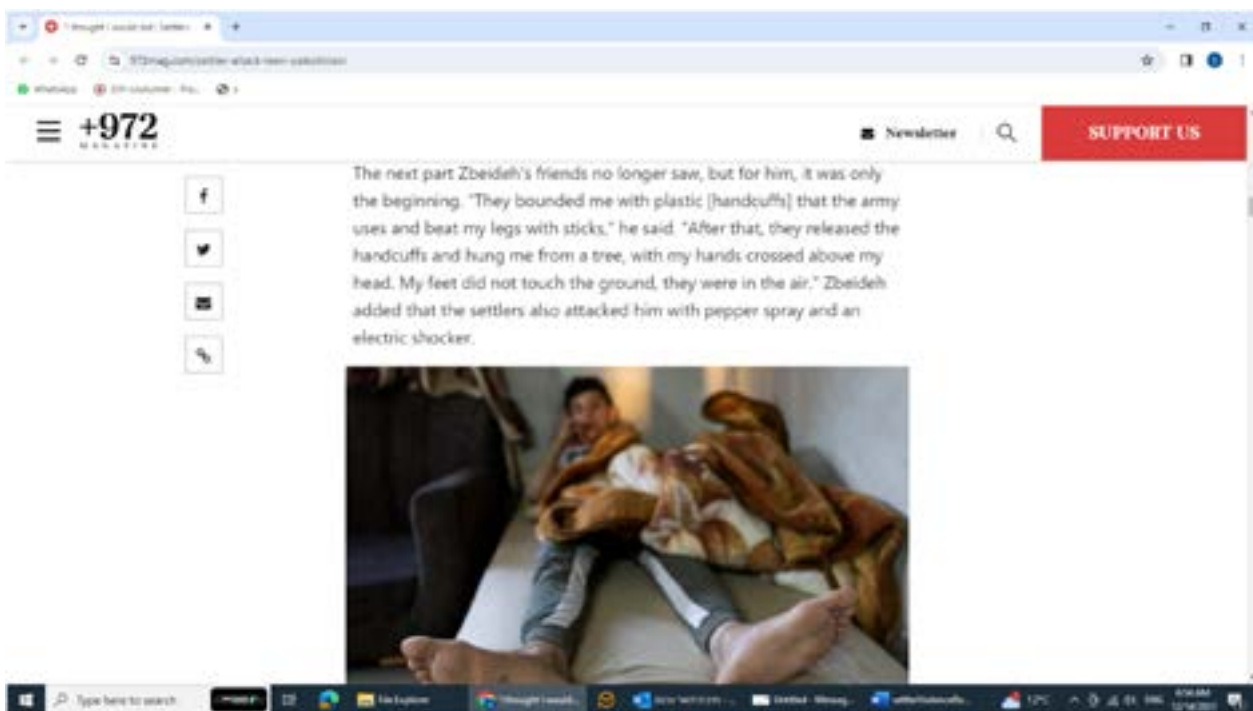 +972
MAGAZINE
Newsletter
SUPPORT US
The next part Zbeideh's friends no longer saw, but for him, it was only
the beginning. "They bounded me with plastic [handcuffs] that the army
uses and beat my legs with sticks," he said. "After that, they released the
handcuffs and hung me from a tree, with my hands crossed above my
head. My feet did not touch the ground, they were in the air." Zbeideh
added that the settlers also attacked him with pepper spray and an
electric shocker.
Type here to search
File Explorer
12°C
ENG